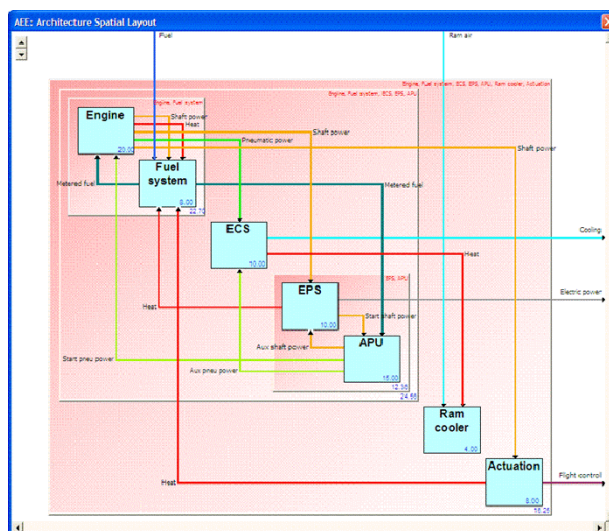 AEE: Architecture Spatial Layout
Fuel
Ram air
Engine, Fuel system, ECS, EPS, APU, Ram cooler, Actuation
Engine, Fuel system, ECS, EPS, APU
Engine, Fuel system
Engine
20.00
Shaft power
Heat
Shaft power
Pneumatic power
Shaft power
Metered fuel
Fuel
system
8.00
22.70
Metered fuel
ECS
10.00
Cooling
Heat
EPS, APU
EPS
10.00
Electric power
Heat
Start shaft power
Aux shaft power
APU
15.00
12.38
Start pneu power
Aux pneu power
24.56
Ram
cooler
4.00
Actuation
8.00
Heat
Flight control